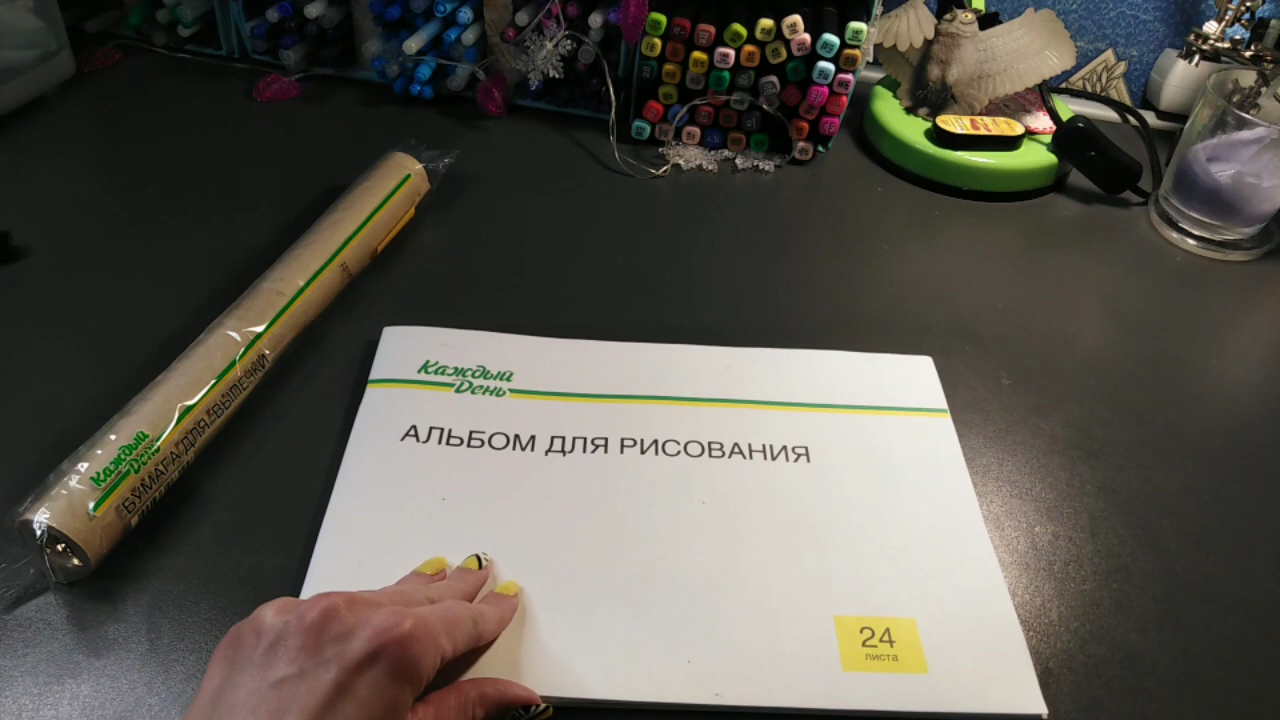 Каждый
День
АЛЬБОМ ДЛЯ РИСОВАНИЯ
24
листа
Каждый
День
БУМАГА ДЛЯ ВЫПЕЧКИ